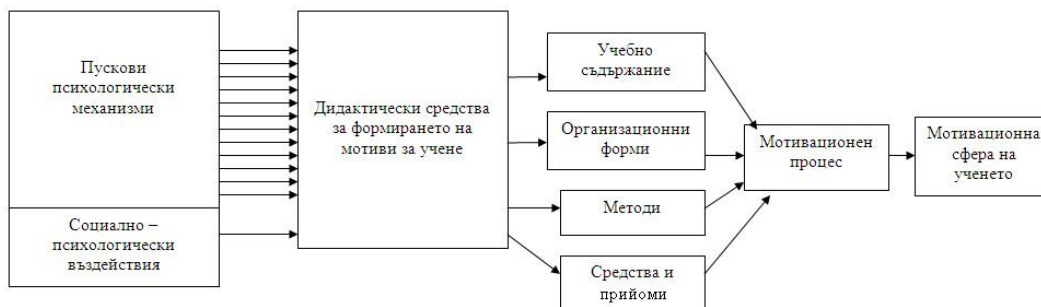 Пускови
психологически
механизми
Социално –
психологически
въздействия
Дидактически средства
за формирането на
мотиви за учене
Учебно
съдържание
Организационни
форми
Методи
Средства и
прийоми
Мотивационен
процес
Мотивационна
сфера на
ученето